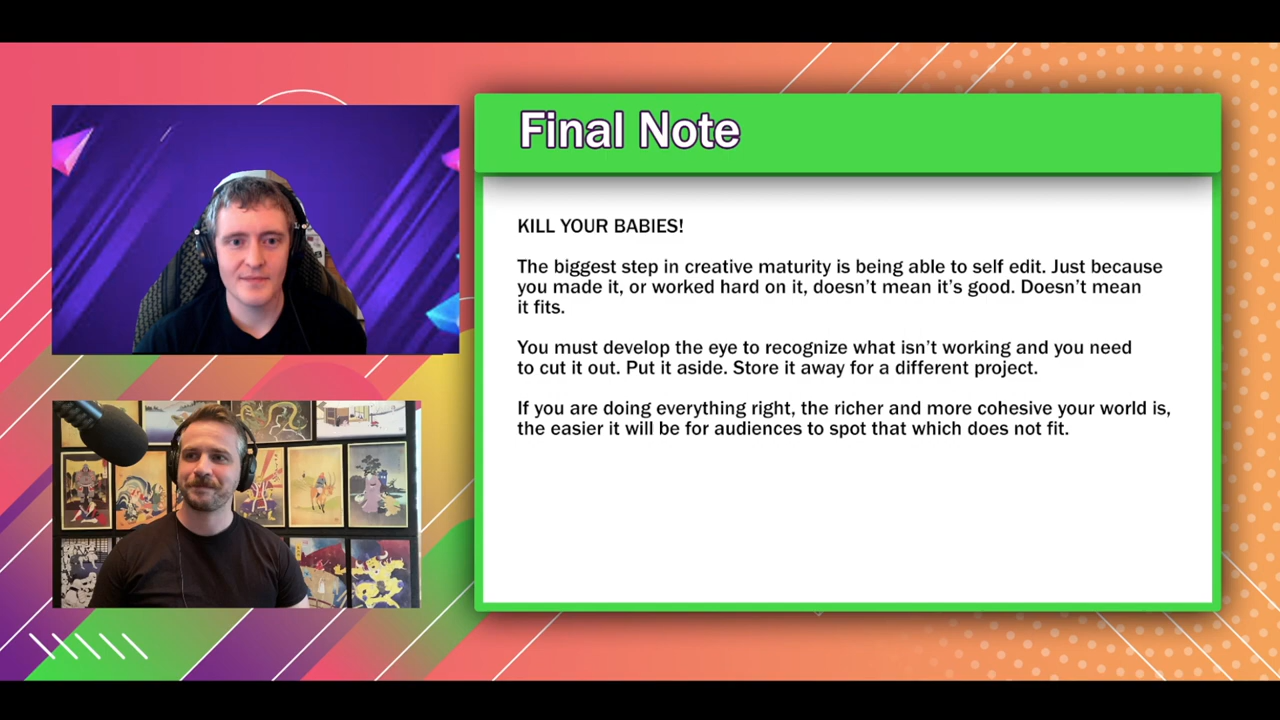 Final Note
KILL YOUR BABIES!
The biggest step in creative maturity is being able to self edit. Just because
you made it, or worked hard on it, doesn't mean it's good. Doesn't mean
it fits.
You must develop the eye to recognize what isn't working and you need
to cut it out. Put it aside. Store it away for a different project.
If you are doing everything right, the richer and more cohesive your world is,
the easier it will be for audiences to spot that which does not fit.